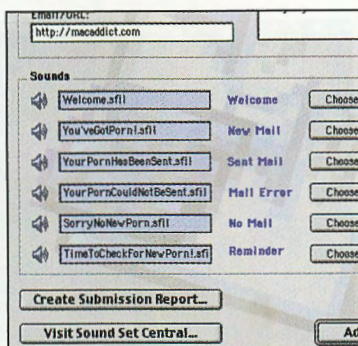 Email/URL:
http://macaddict.com
Sounds
Welcome.sfil Welcome Choose
You'veGotPorn!.sfil New Mail Choose
YourPornHasBeenSent.sfil Sent Mail Choose
YourPornCouldNotBeSent.sfil Mail Error Choose
SorryNoNewPorn.sfil No Mail Choose
TimeToCheckForNewPorn!.sfi Reminder Choose
Create Submission Report...
Visit Sound Set Central... Ad